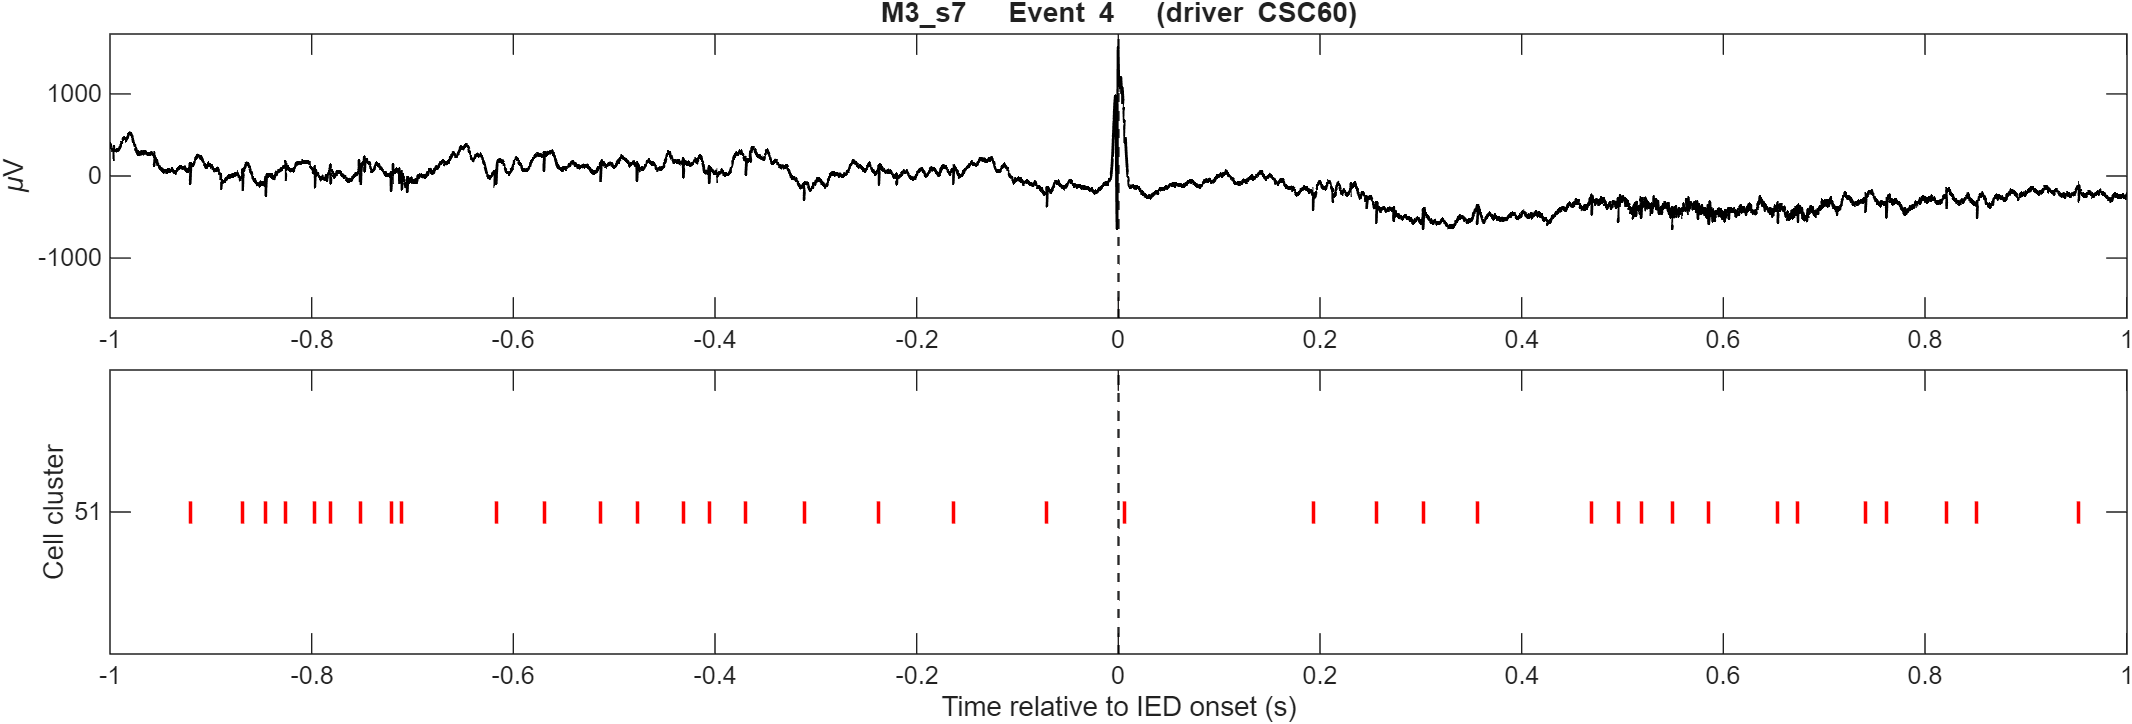 M3_s7 Event 4 (driver CSC60)
µV
1000
0
-1000
-1 -0.8 -0.6 -0.4 -0.2 0 0.2 0.4 0.6 0.8 1
Cell cluster
51
-1 -0.8 -0.6 -0.4 -0.2 0 0.2 0.4 0.6 0.8 1
Time relative to IED onset (s)